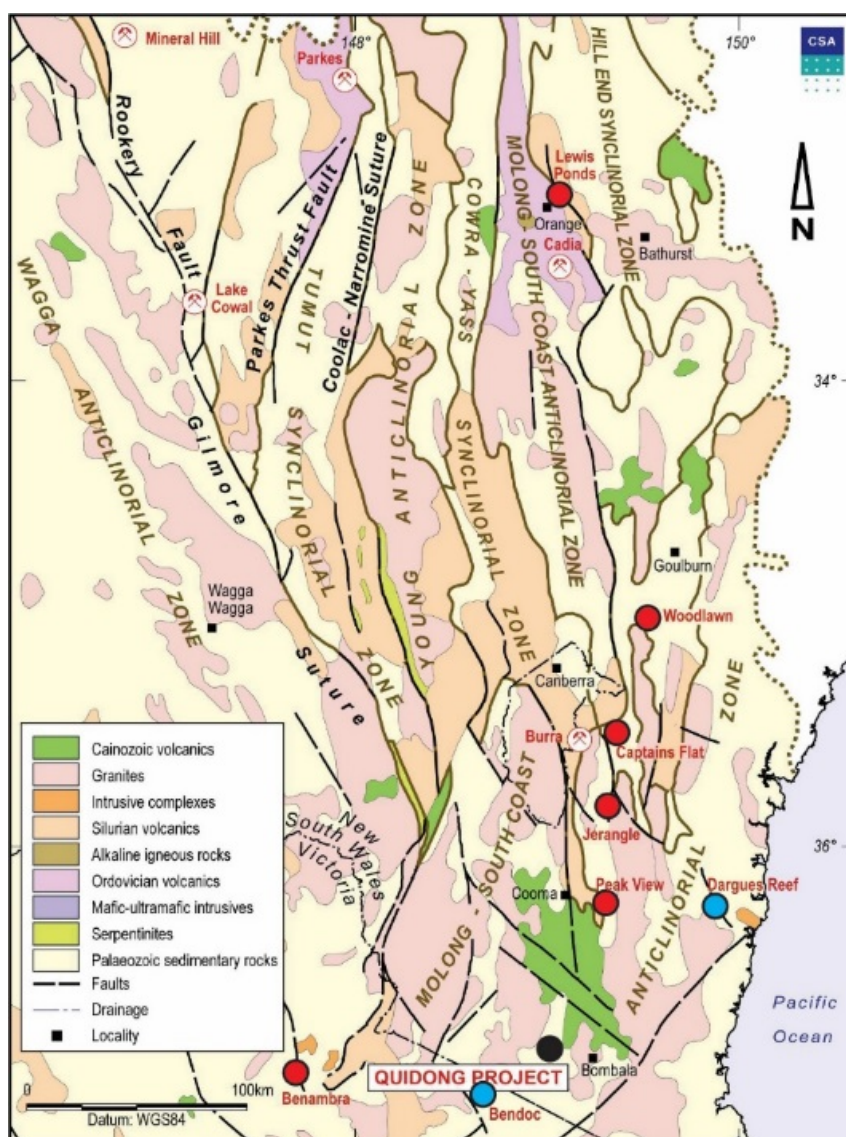 148°
150°
CSA
Mineral Hill
Parkes
HILL END SYNCLINORIAL ZONE
Rookery
Fault
Lewis
Ponds
Orange
Cadia
Bathurst
N
MOLONG - SOUTH COAST ANTICLINORIAL ZONE
COWRA - YASS
SYNCLINORIAL
ZONE
Coolac - Narromine Suture
Parkes Thrust Fault
Lake
Cowal
TUMUT
SYNCLINORIAL
ZONE
YOUNG
ANTICLINORIAL
ZONE
WAGGA
ANTICLINORIAL
ZONE
34°
Gilmore
Suture
Goulburn
Wagga
Wagga
Woodlawn
Canberra
Burra
Captains Flat
Jerangle
36°
New
South Wales
Victoria
Cooma
Peak View
Dargues Reef
MOLONG - SOUTH COAST
ANTICLINORIAL
ZONE
Pacific
Ocean
Cainozoic volcanics
Granites
Intrusive complexes
Silurian volcanics
Alkaline igneous rocks
Ordovician volcanics
Mafic-ultramafic intrusives
Serpentinites
Palaeozoic sedimentary rocks
Faults
Drainage
Locality
0
100km
Datum: WGS84
Benambra
QUIDONG PROJECT
Bombala
Bendoc